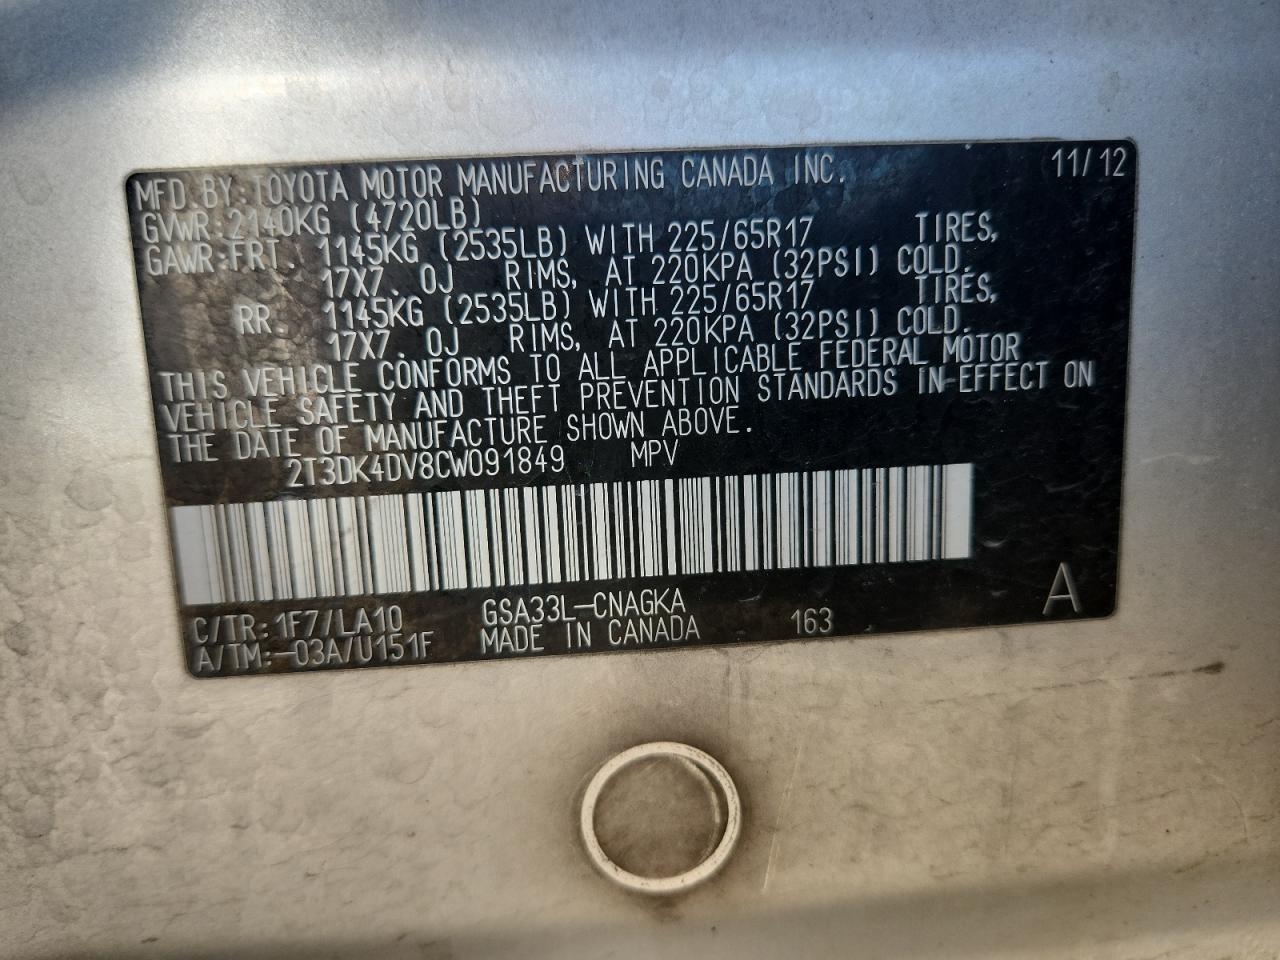 MFD. BY: TOYOTA MOTOR MANUFACTURING CANADA INC. 11/12
GVWR: 2140KG (4720LB)
GAWR: FRT. 1145KG (2535LB) WITH 225/65R17 TIRES,
17X7.0J RIMS, AT 220KPA (32PSI) COLD.
RR. 1145KG (2535LB) WITH 225/65R17 TIRES,
17X7.0J RIMS, AT 220KPA (32PSI) COLD.
THIS VEHICLE CONFORMS TO ALL APPLICABLE FEDERAL MOTOR
VEHICLE SAFETY AND THEFT PREVENTION STANDARDS IN EFFECT ON
THE DATE OF MANUFACTURE SHOWN ABOVE.
2T3DK4DV8CW091849 MPV
C/TR: 1F7/LA10 GSA33L-CNAGKA
A/TM: -03A/U151F MADE IN CANADA 163 A